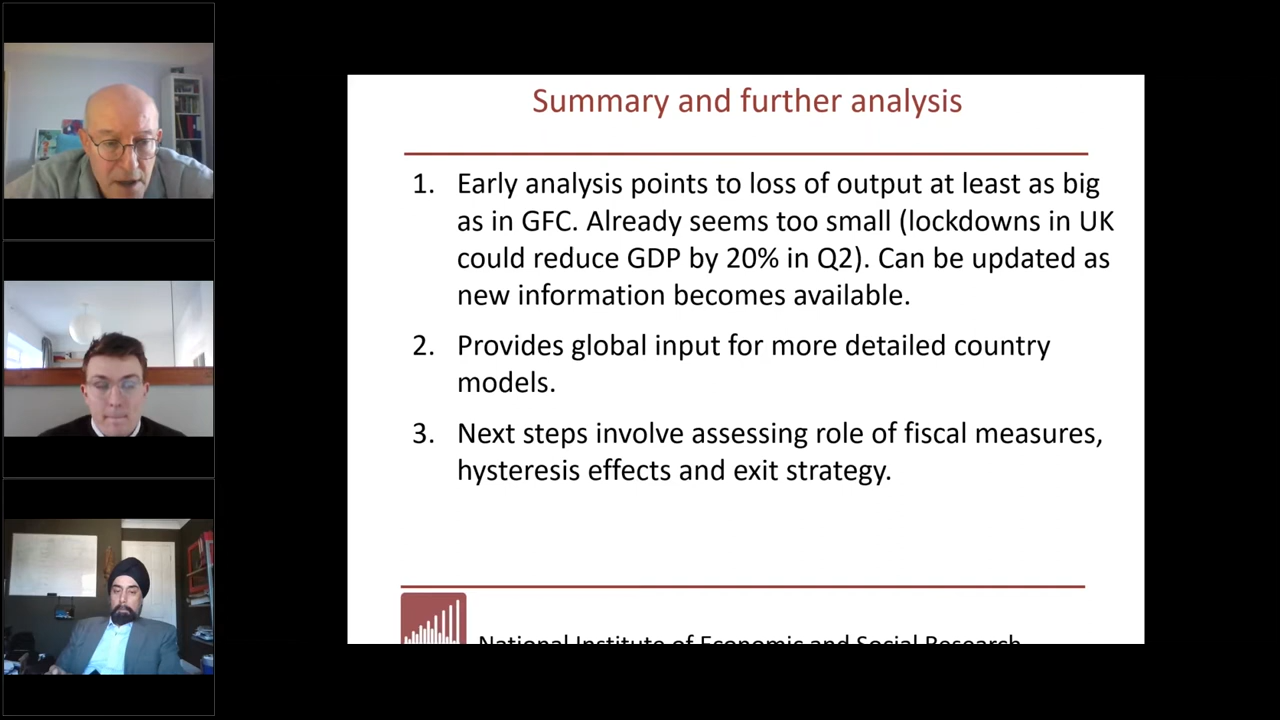 Summary and further analysis
1. Early analysis points to loss of output at least as big
as in GFC. Already seems too small (lockdowns in UK
could reduce GDP by 20% in Q2). Can be updated as
new information becomes available.
2. Provides global input for more detailed country
models.
3. Next steps involve assessing role of fiscal measures,
hysteresis effects and exit strategy.
National Institute of Economic and Social Research